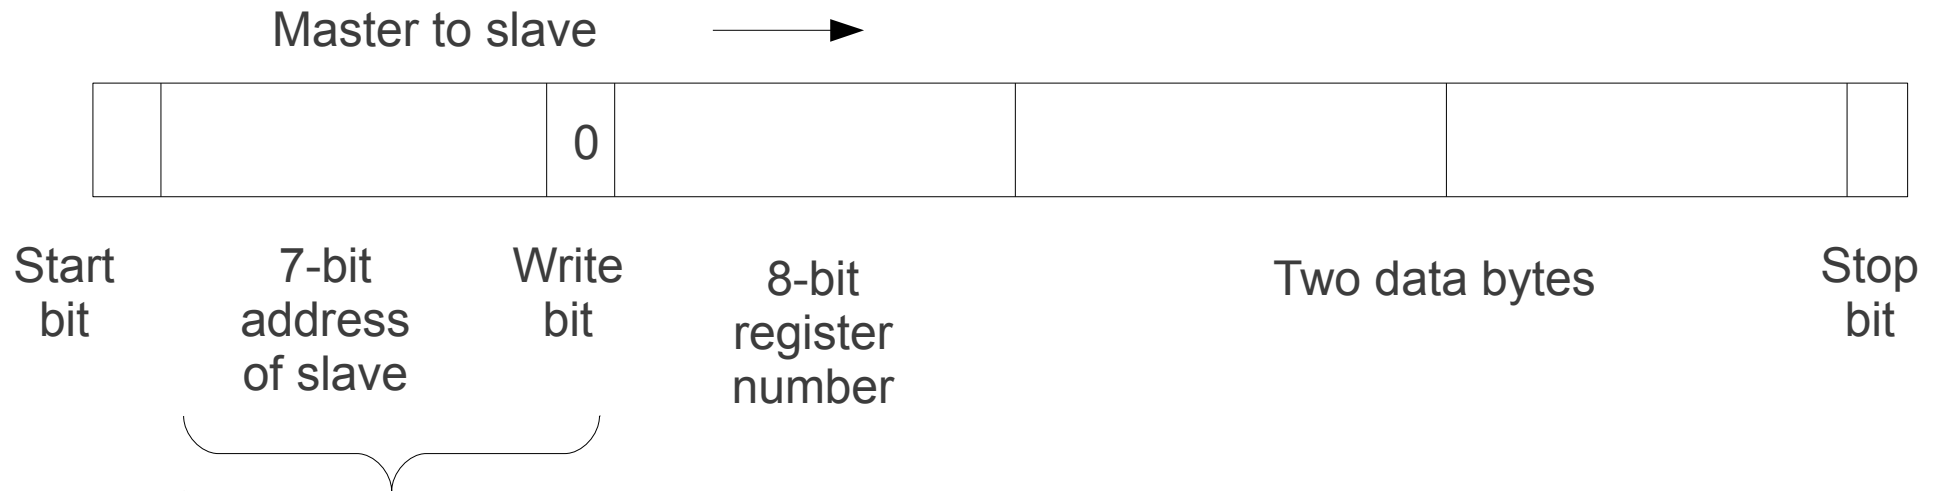 Master to slave
0
Start
bit
7-bit
address
of slave
Write
bit
8-bit
register
number
Two data bytes
Stop
bit